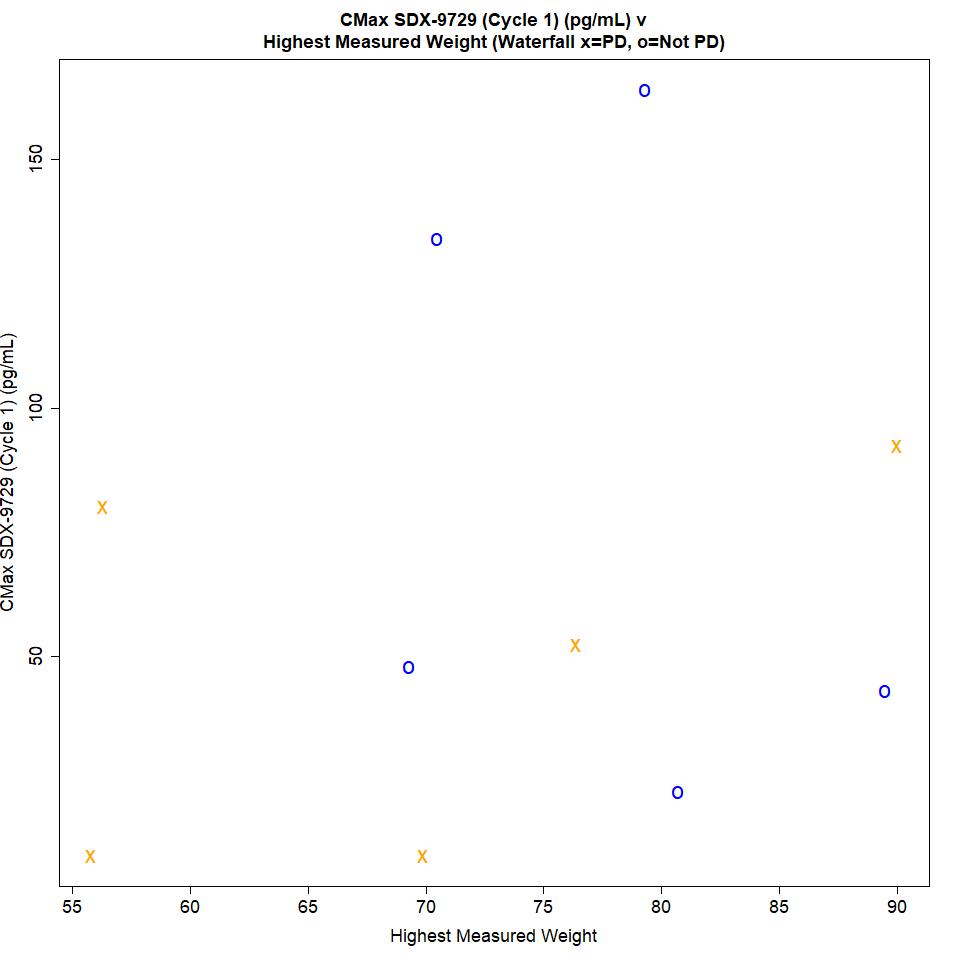 CMax SDX-9729 (Cycle 1) (pg/mL) v
Highest Measured Weight (Waterfall x=PD, o=Not PD)
CMax SDX-9729 (Cycle 1) (pg/mL)
150
100
50
o
o
x
x
x
o
o
o
x
x
55 60 65 70 75 80 85 90
Highest Measured Weight